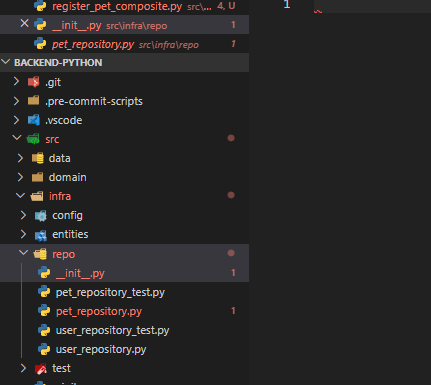 register_pet_composite.py src\... 4, U
__init__.py src\infra\repo 1
pet_repository.py src\infra\repo 1
BACKEND-PYTHON
.git
.pre-commit-scripts
.vscode
src
data
domain
infra
config
entities
repo
__init__.py 1
pet_repository_test.py
pet_repository.py 1
user_repository_test.py
user_repository.py
test
1